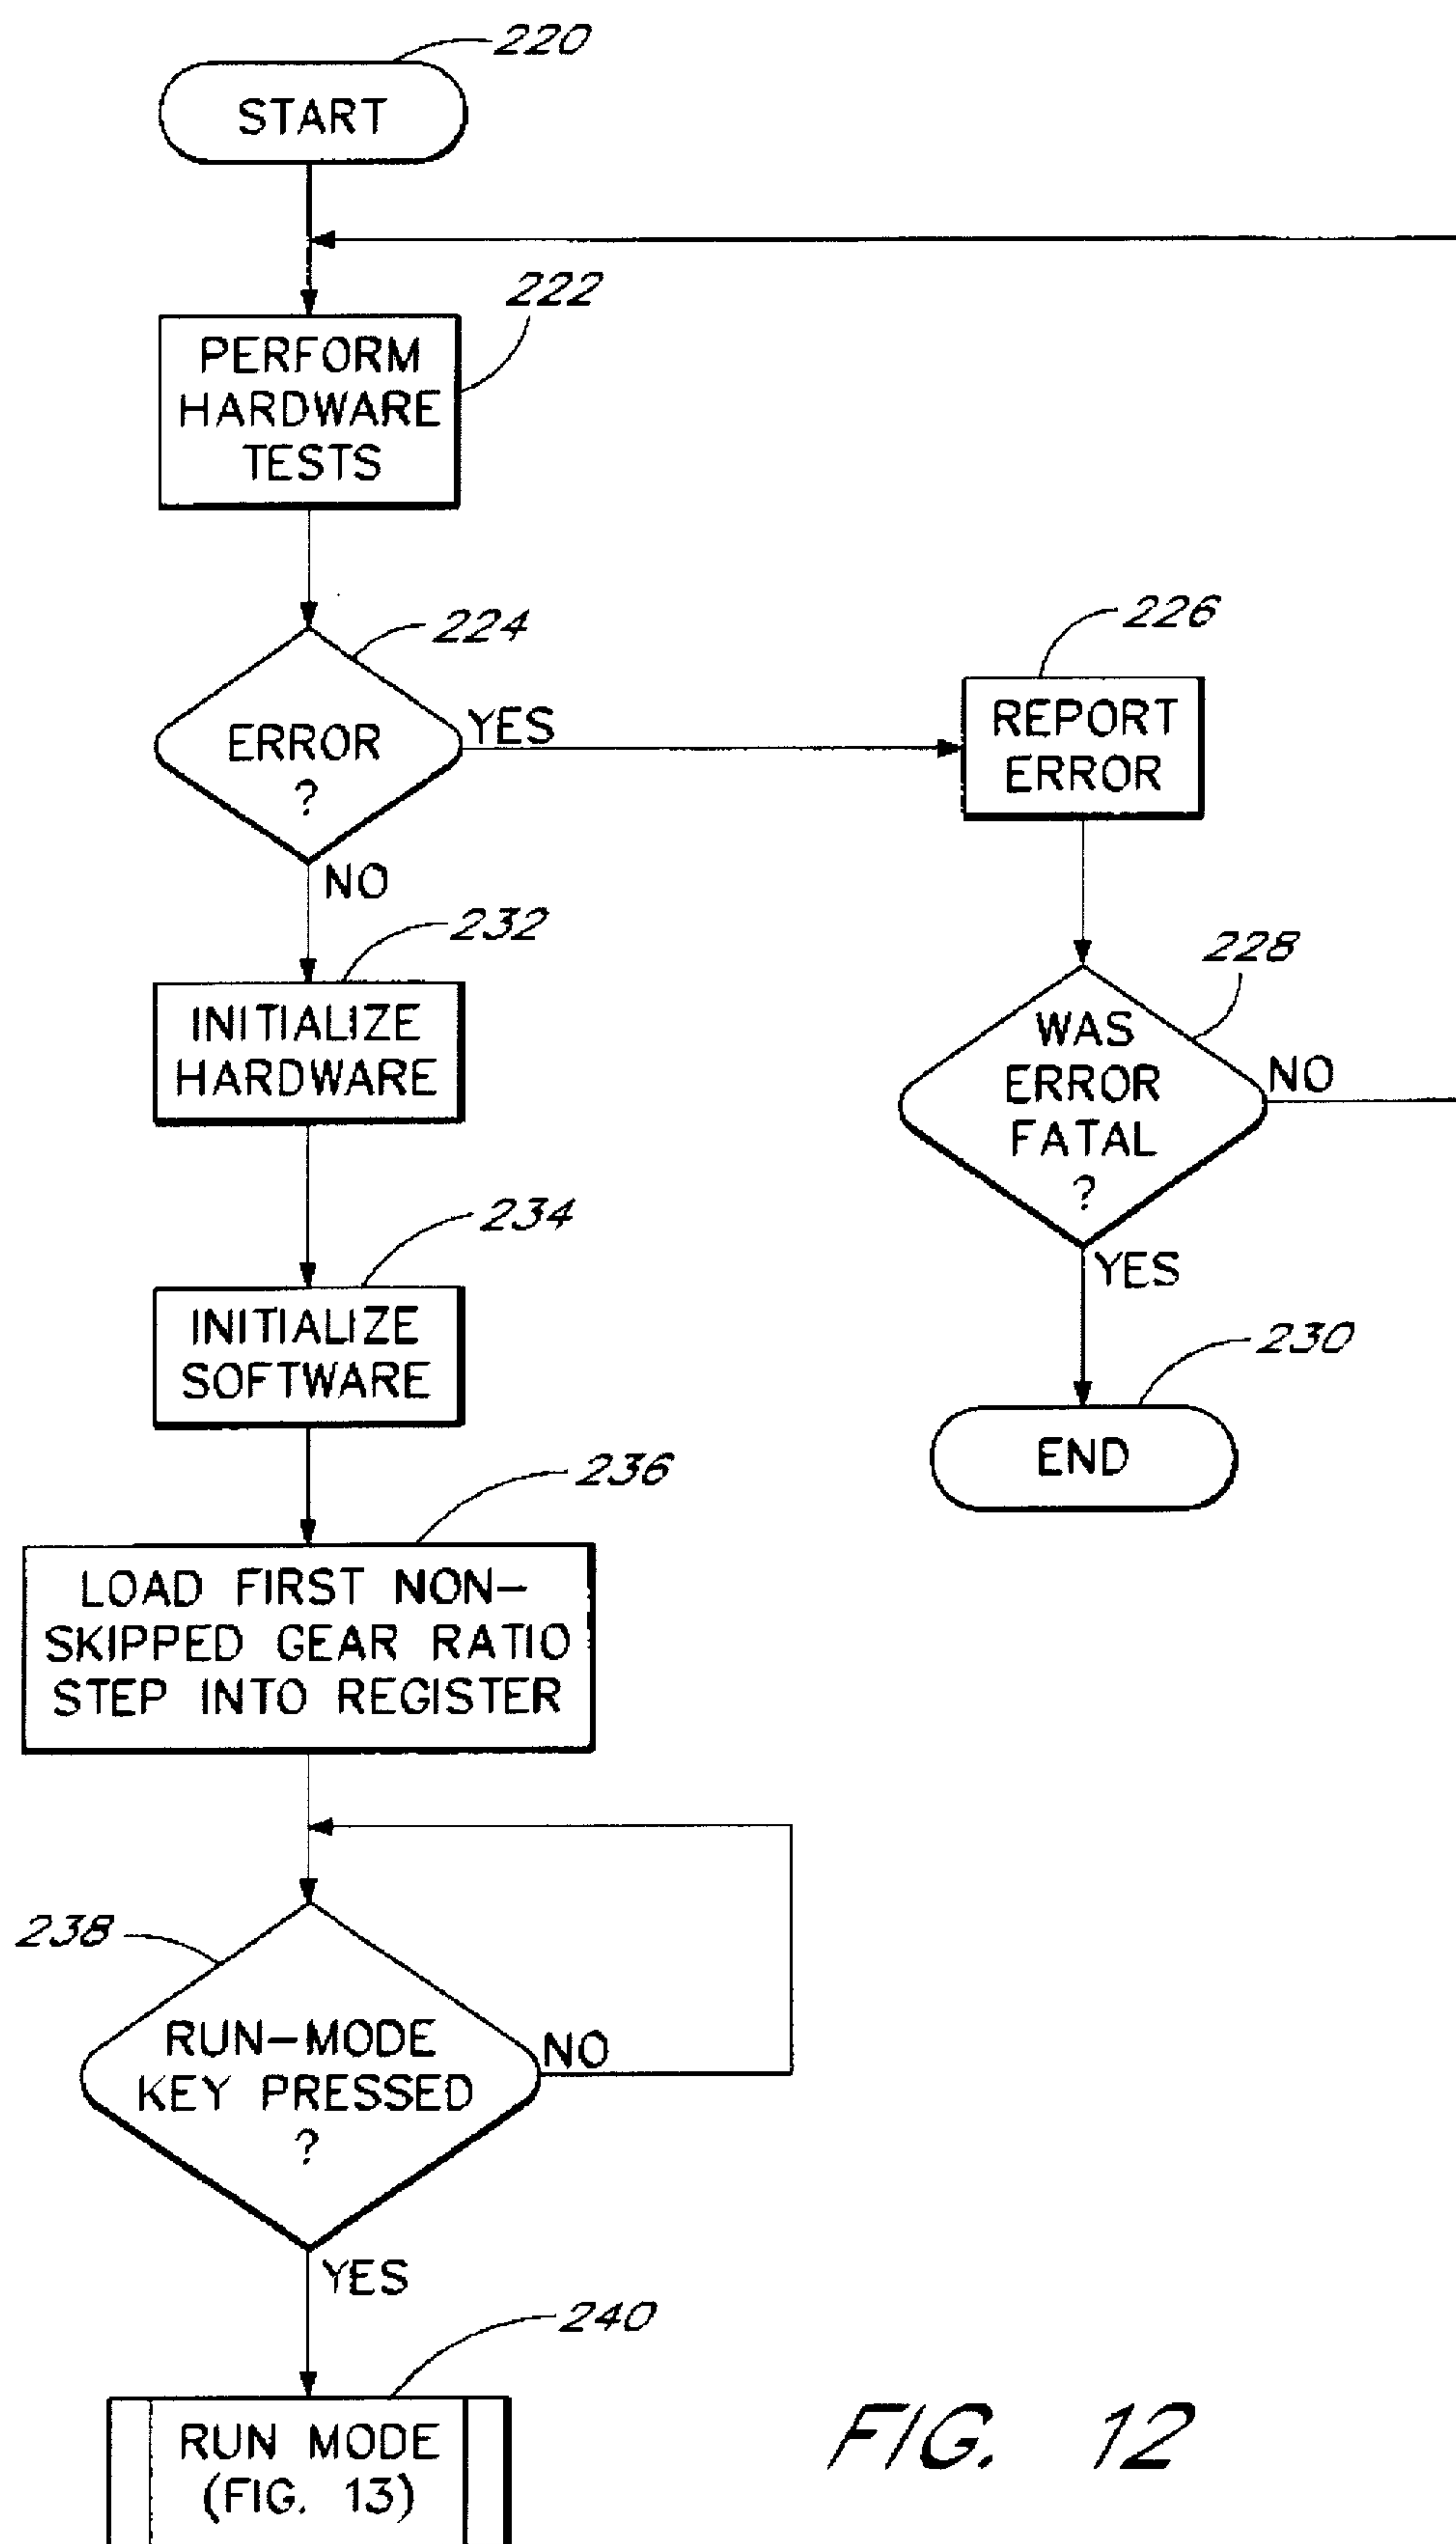 220
START
222
PERFORM
HARDWARE
TESTS
224
ERROR
?
YES
NO
226
REPORT
ERROR
228
WAS
ERROR
FATAL
?
NO
YES
230
END
232
INITIALIZE
HARDWARE
234
INITIALIZE
SOFTWARE
236
LOAD FIRST NON-
SKIPPED GEAR RATIO
STEP INTO REGISTER
238
RUN-MODE
KEY PRESSED
?
NO
YES
240
RUN MODE
(FIG. 13)
FIG. 12